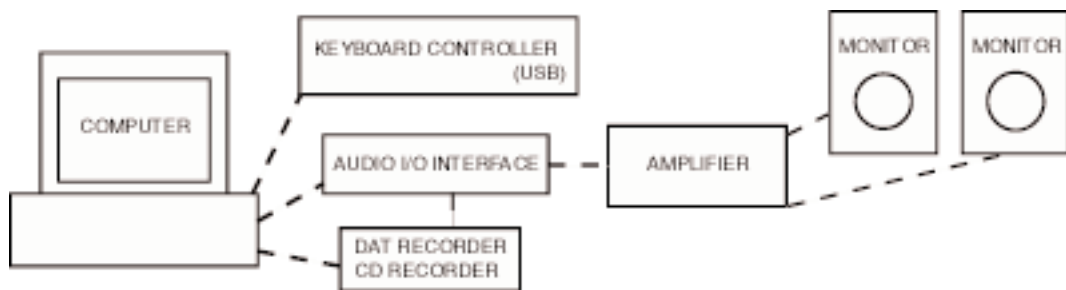 KEYBOARD CONTROLLER
(USB)
MONITOR
MONITOR
COMPUTER
AUDIO I/O INTERFACE
AMPLIFIER
DAT RECORDER
CD RECORDER